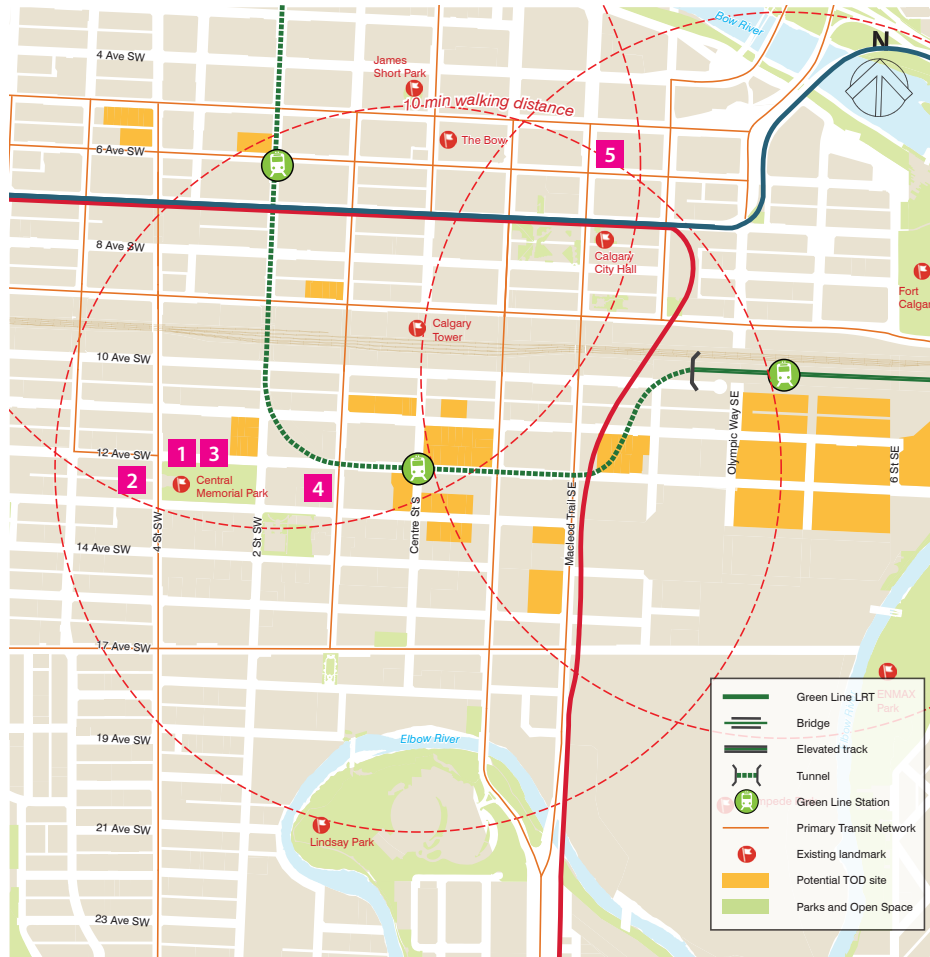 Bow River
N
4 Ave SW
James
Short Park
10 min walking distance
The Bow
5
6 Ave SW
8 Ave SW
Calgary
City Hall
Fort
Calgar
Calgary
Tower
10 Ave SW
Olympic Way SE
6 St SE
12 Ave SW
1
3
2
Central
Memorial Park
4
4 St SW
2 St SW
Centre St S
Macleod Trail SE
14 Ave SW
17 Ave SW
ENMAX
Park
19 Ave SW
Elbow River
21 Ave SW
Lindsay Park
23 Ave SW
Green Line LRT
Bridge
Elevated track
Tunnel
Green Line Station
Primary Transit Network
Existing landmark
Potential TOD site
Parks and Open Space